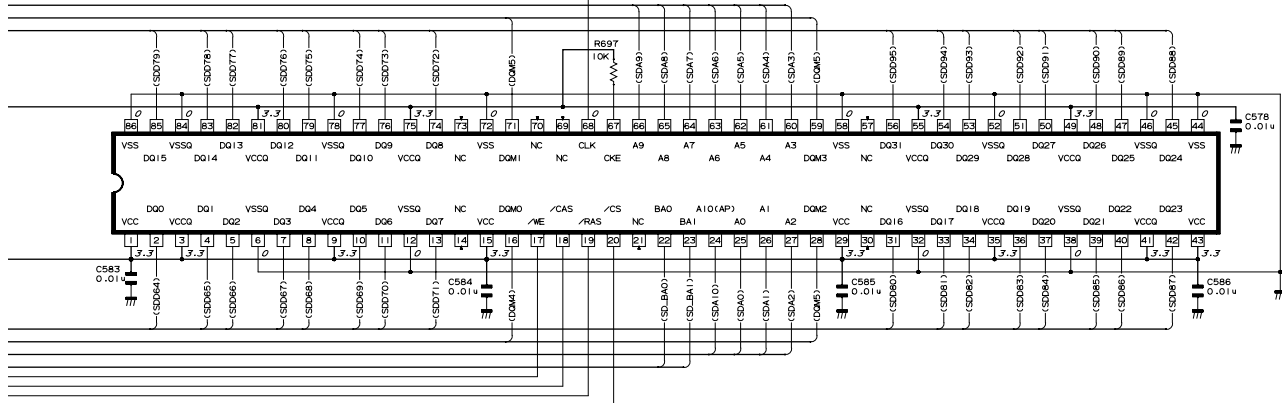 R697
10K
(SDD79) (SDD78) (SDD77) (SDD76) (SDD75) (SDD74) (SDD73) (SDD72) (DQM5) (SDA9) (SDA8) (SDA7) (SDA6) (SDA5) (SDA4) (SDA3) (DQM5) (SDD95) (SDD94) (SDD93) (SDD92) (SDD91) (SDD90) (SDD89) (SDD88)
0 0 3.3 0 3.3 0 0 0 3.3 0 3.3 0 0
86 85 84 83 82 81 80 79 78 77 76 75 74 73 72 71 70 69 68 67 66 65 64 63 62 61 60 59 58 57 56 55 54 53 52 51 50 49 48 47 46 45 44
C578
0.01u
VSS VSSQ DQ13 DQ12 VSSQ DQ9 DQ8 VSS NC CLK A9 A7 A5 A3 VSS DQ31 DQ30 VSSQ DQ27 DQ26 VSSQ VSS
DQ15 DQ14 VCCQ DQ11 DQ10 VCCQ NC DQM1 NC CKE A8 A6 A4 DQM3 NC VCCQ DQ29 DQ28 VCCQ DQ25 DQ24
DQ0 DQ1 VSSQ DQ4 DQ5 VSSQ NC DQM0 /CAS /CS BA0 A10(AP) A1 DQM2 NC VSSQ DQ18 DQ19 VSSQ DQ22 DQ23
VCC VCCQ DQ2 DQ3 VCCQ DQ6 DQ7 VCC /WE /RAS NC BA1 A0 A2 VCC DQ16 DQ17 VCCQ DQ20 DQ21 VCCQ VCC
1 2 3 4 5 6 7 8 9 10 11 12 13 14 15 16 17 18 19 20 21 22 23 24 25 26 27 28 29 30 31 32 33 34 35 36 37 38 39 40 41 42 43
3.3 3.3 0 3.3 0 3.3 3.3 0 3.3 0 3.3 3.3
C583
0.01u
C584
0.01u
C585
0.01u
C586
0.01u
(SDD64) (SDD65) (SDD66) (SDD67) (SDD68) (SDD69) (SDD70) (SDD71) (DQM4) (SD_BA0) (SD_BA1) (SDA10) (SDA0) (SDA1) (SDA2) (DQM5) (SDD80) (SDD81) (SDD82) (SDD83) (SDD84) (SDD85) (SDD86) (SDD87)